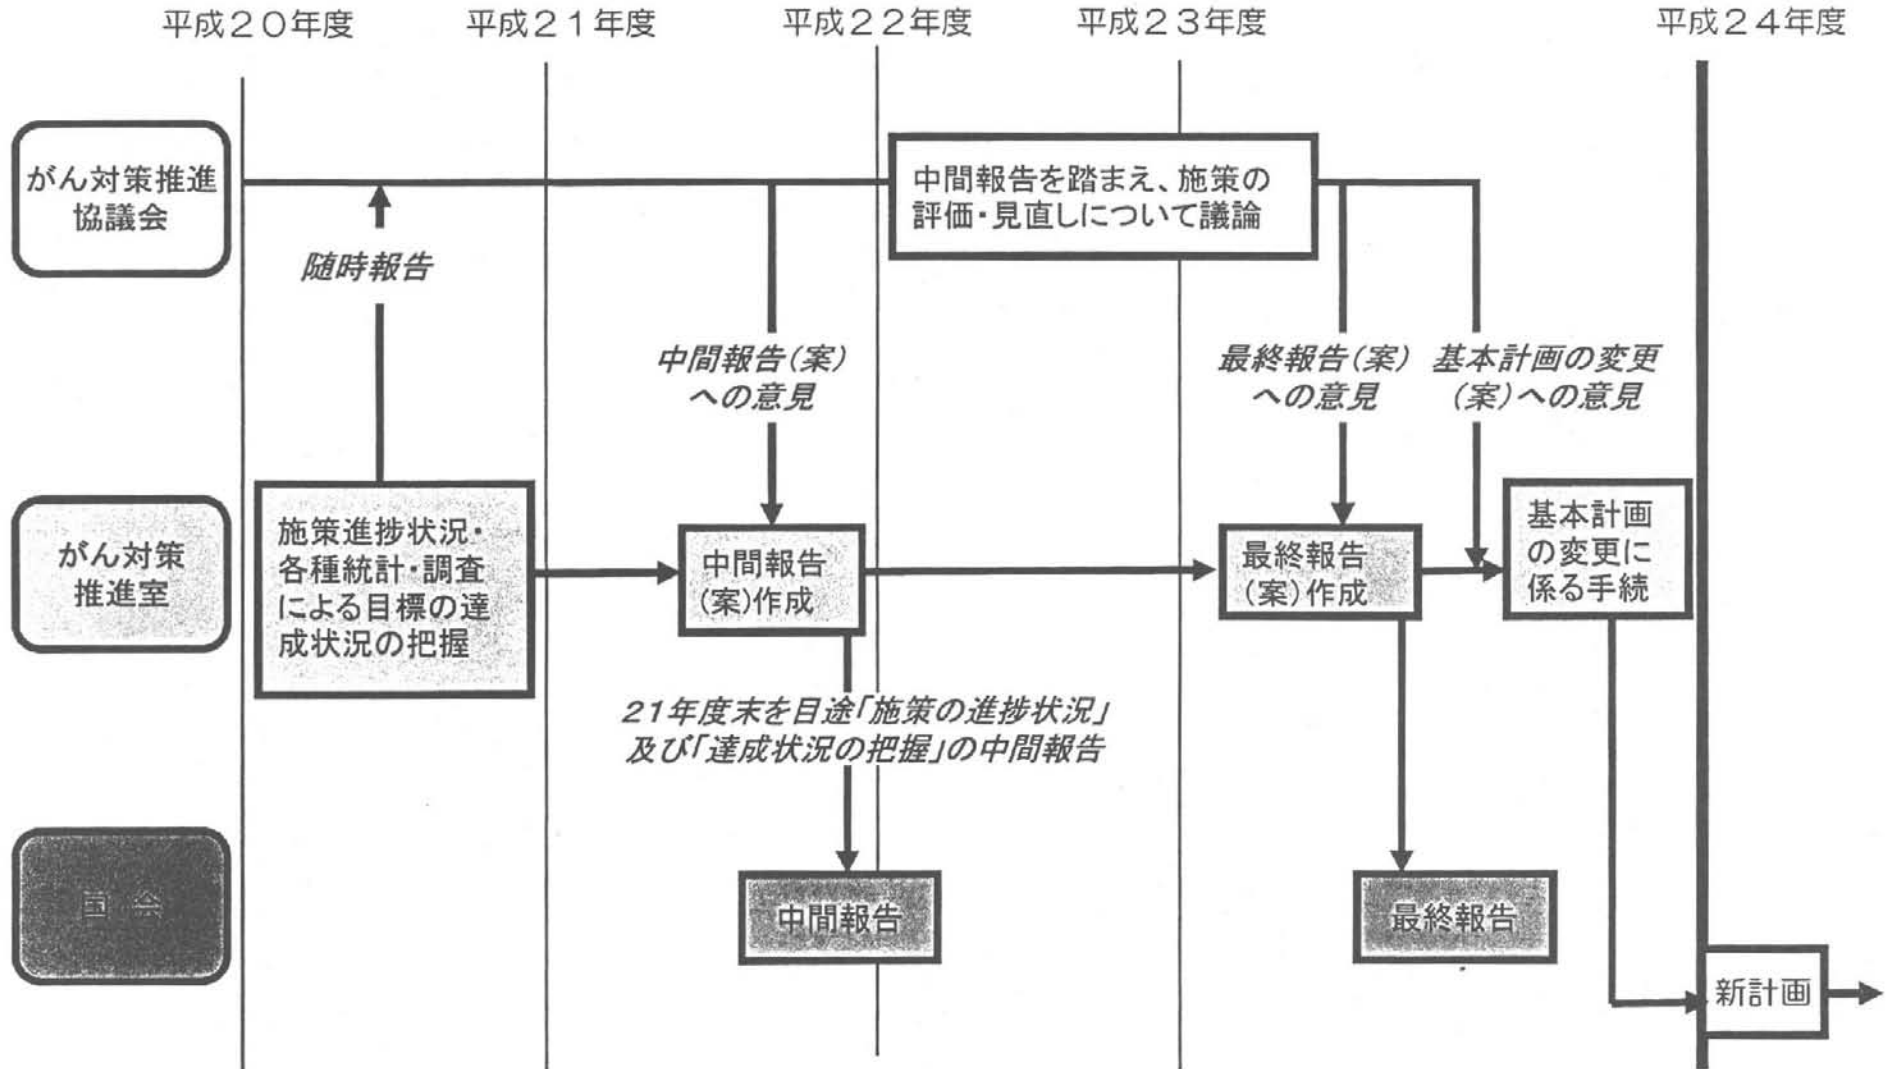 平成２０年度
平成２１年度
平成２２年度
平成２３年度
平成２４年度
がん対策推進
協議会
中間報告を踏まえ、施策の
評価・見直しについて議論
随時報告
中間報告(案)
への意見
最終報告(案)
への意見
基本計画の変更
(案)への意見
がん対策
推進室
施策進捗状況・
各種統計・調査
による目標の達
成状況の把握
中間報告
(案)作成
最終報告
(案)作成
基本計画
の変更に
係る手続
21年度末を目途「施策の進捗状況」
及び「達成状況の把握」の中間報告
国 会
中間報告
最終報告
新計画